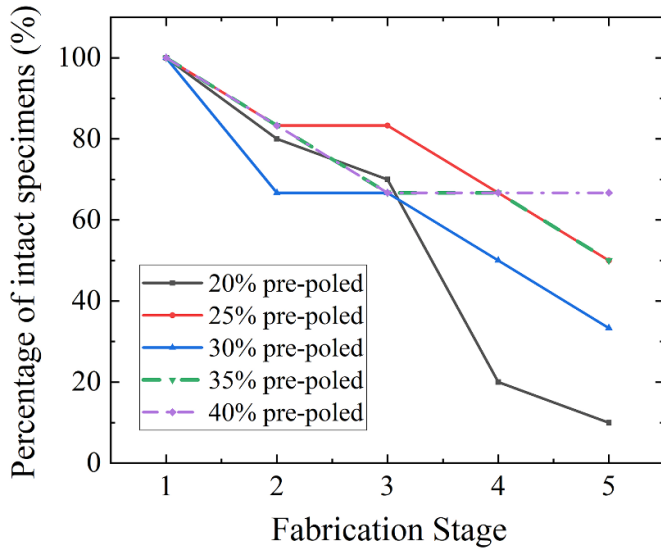 Percentage of intact specimens (%)
100
80
60
40
20
0
20% pre-poled
25% pre-poled
30% pre-poled
35% pre-poled
40% pre-poled
1 2 3 4 5
Fabrication Stage